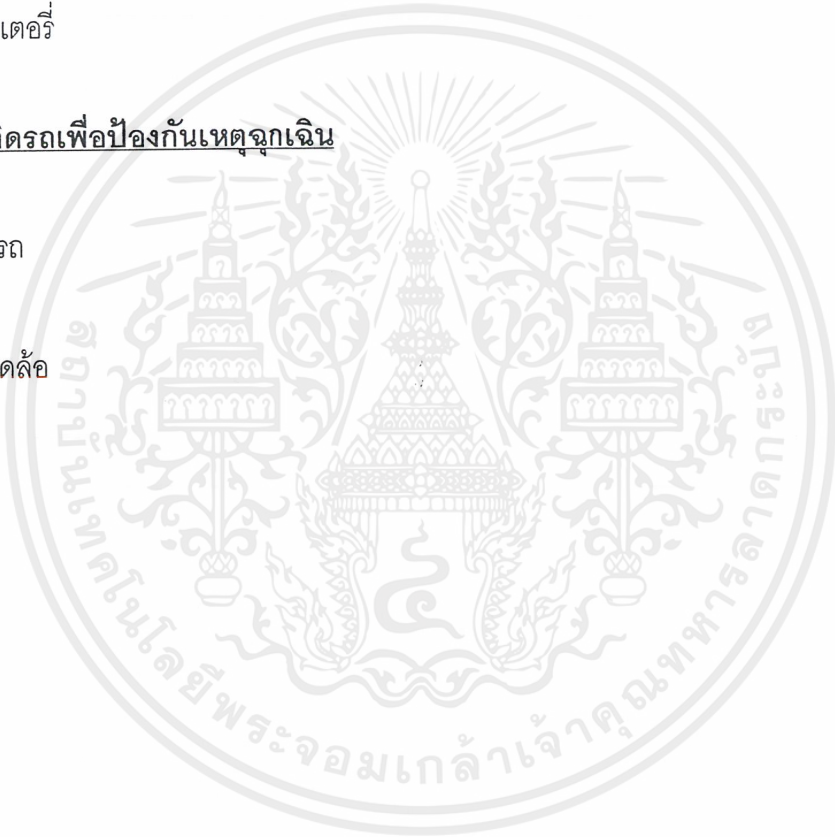 เตอรี่
ติดรถเพื่อป้องกันเหตุฉุกเฉิน
รถ
ล้อ
สถาบันเทคโนโลยีพระจอมเกล้าเจ้าคุณทหารลาดกระบัง